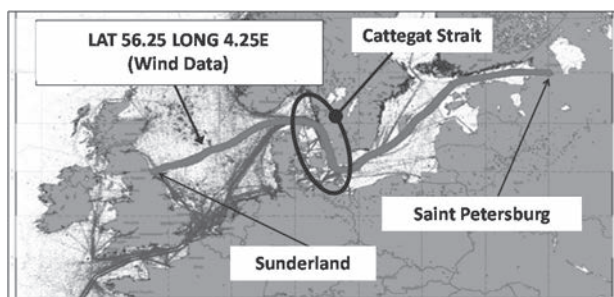 LAT 56.25 LONG 4.25E
(Wind Data)
Cattegat Strait
Saint Petersburg
Sunderland